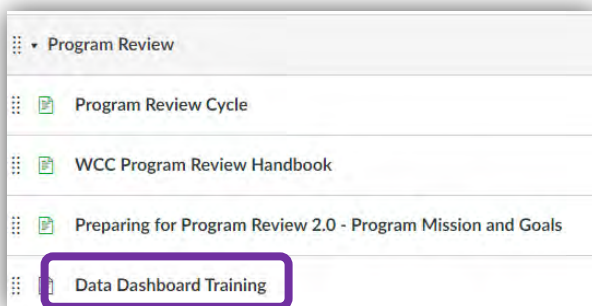 Program Review
Program Review Cycle
WCC Program Review Handbook
Preparing for Program Review 2.0 - Program Mission and Goals
Data Dashboard Training